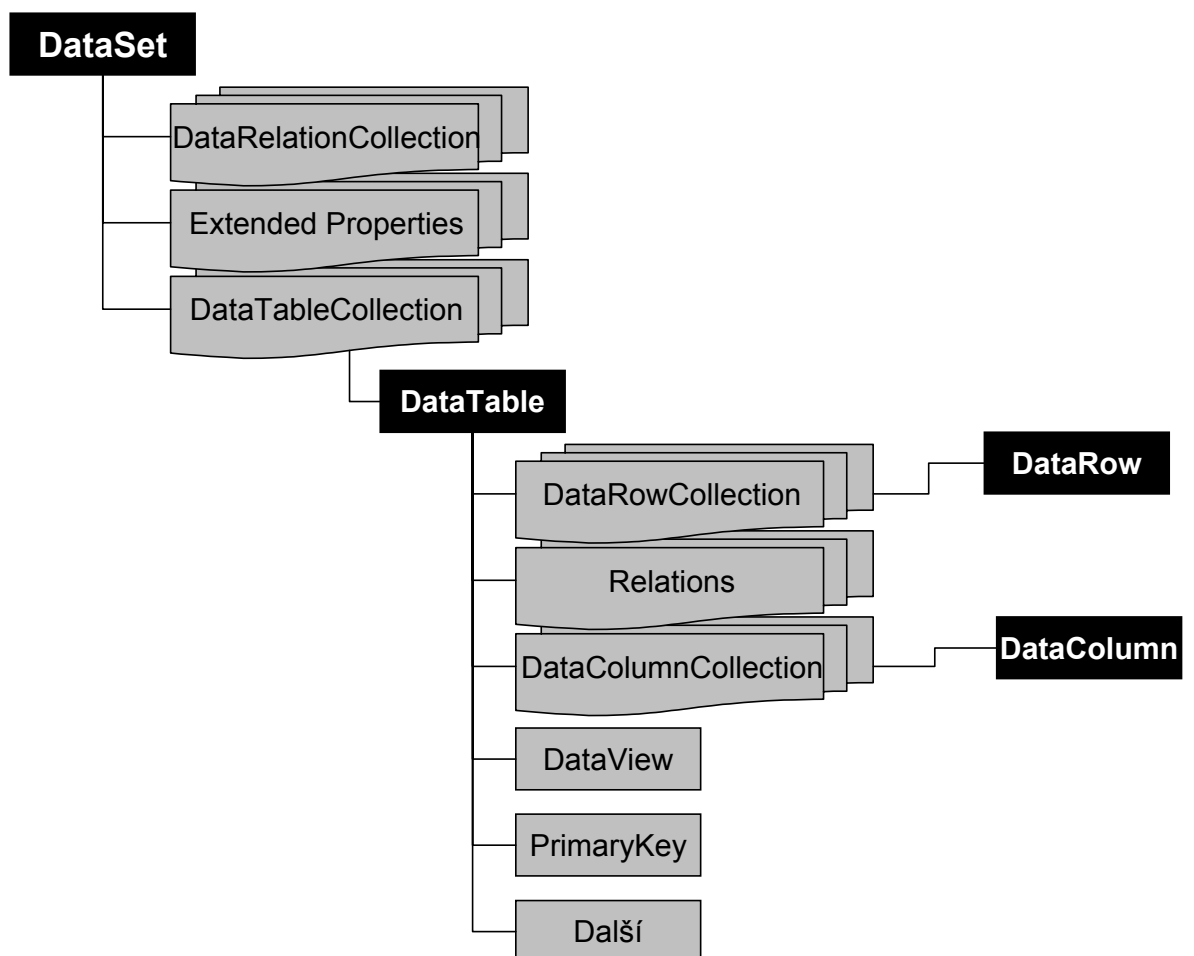 DataSet
DataRelationCollection
Extended Properties
DataTableCollection
DataTable
DataRowCollection
DataRow
Relations
DataColumnCollection
DataColumn
DataView
PrimaryKey
Další